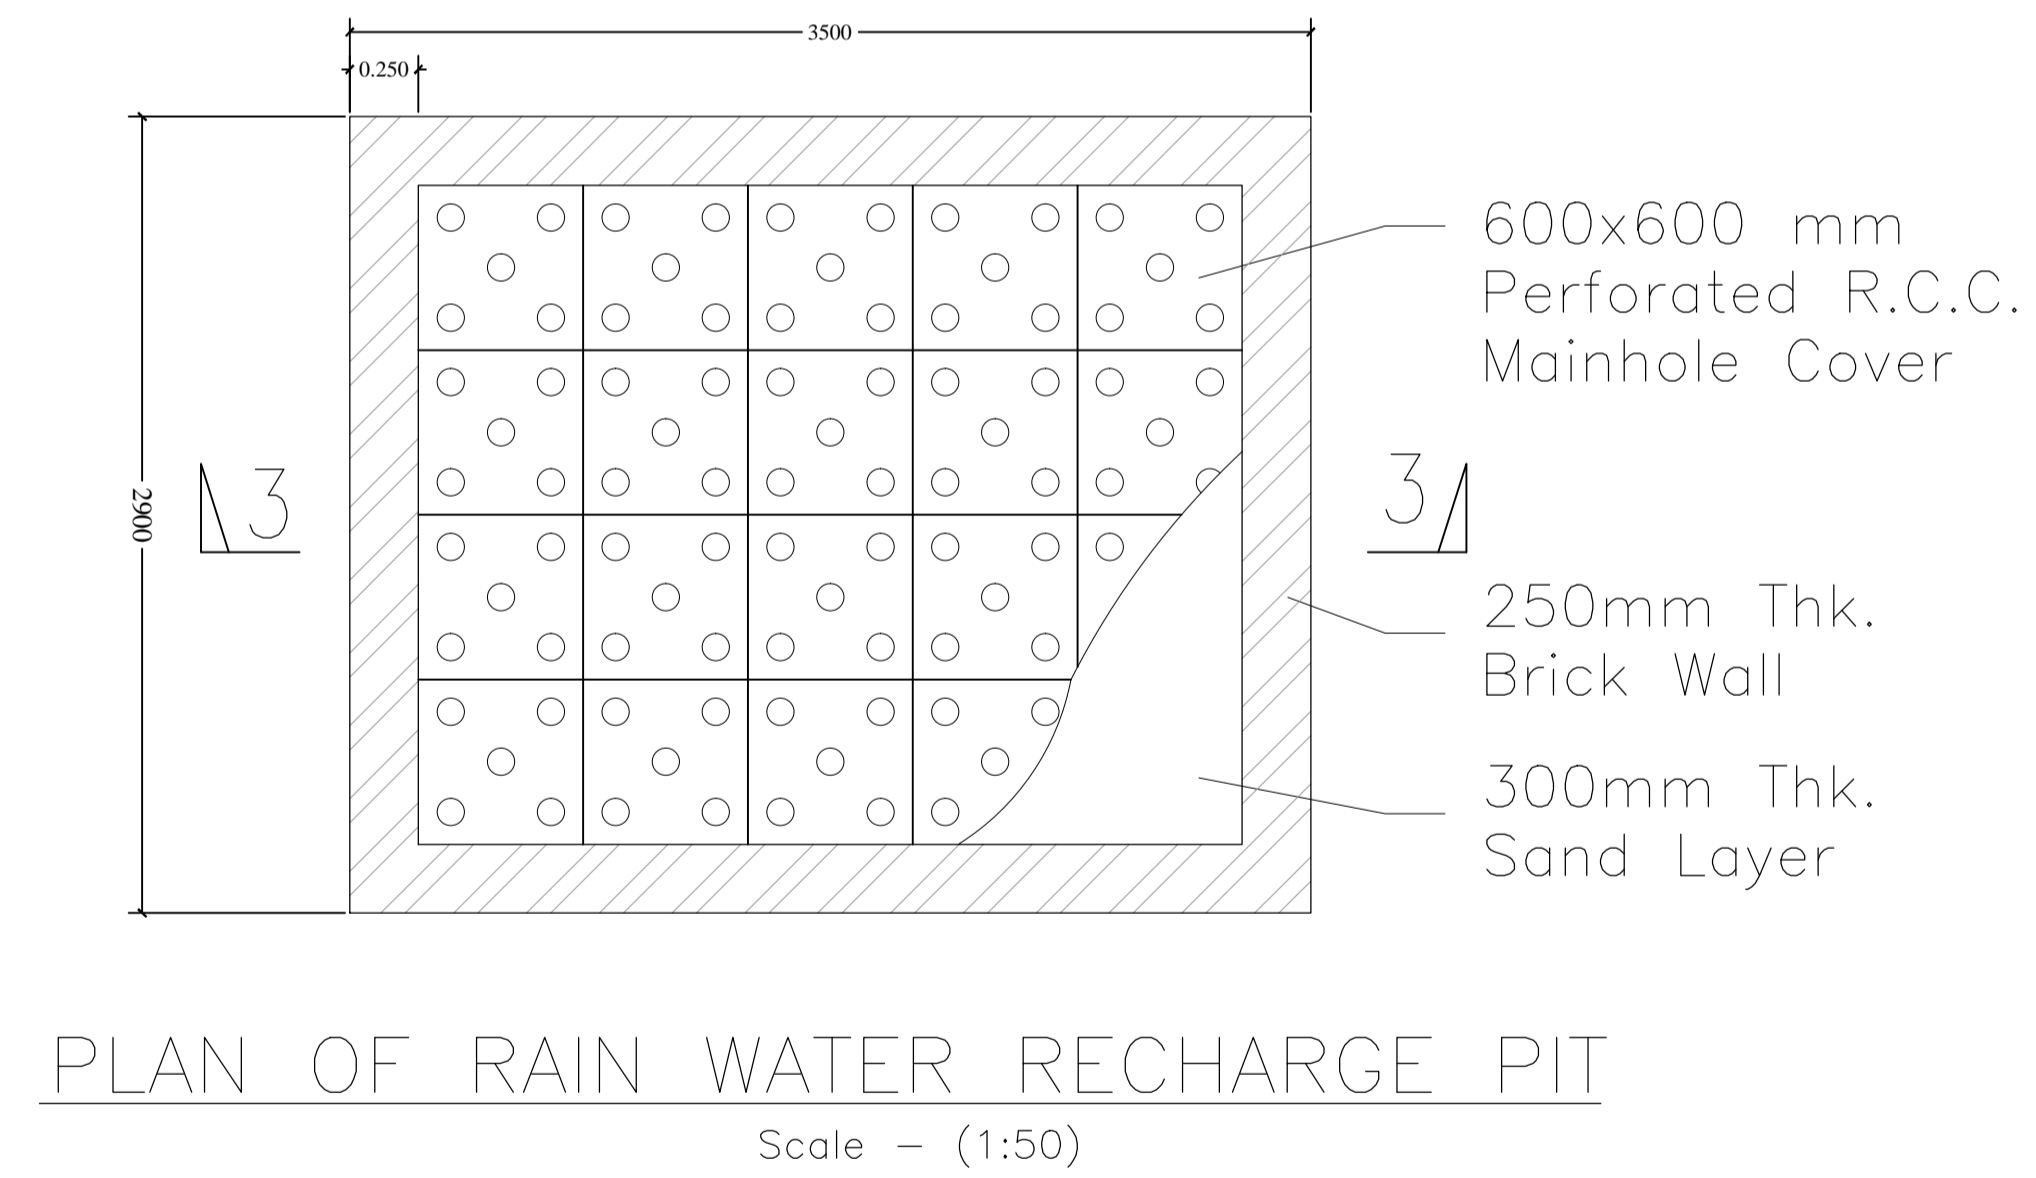 3500
0.250
2900
600x600 mm
Perforated R.C.C.
Mainhole Cover
3
3
250mm Thk.
Brick Wall
300mm Thk.
Sand Layer
PLAN OF RAIN WATER RECHARGE PIT
Scale - (1:50)